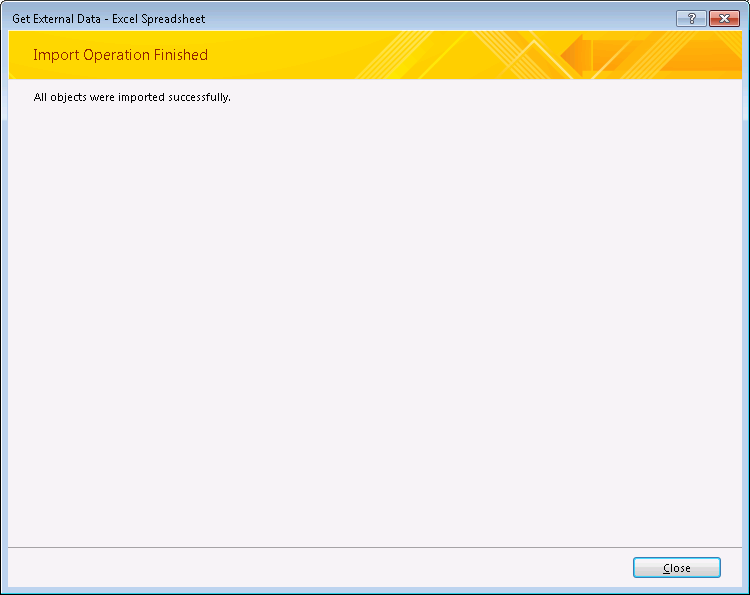 Get External Data - Excel Spreadsheet
?
Import Operation Finished
All objects were imported successfully.
Close